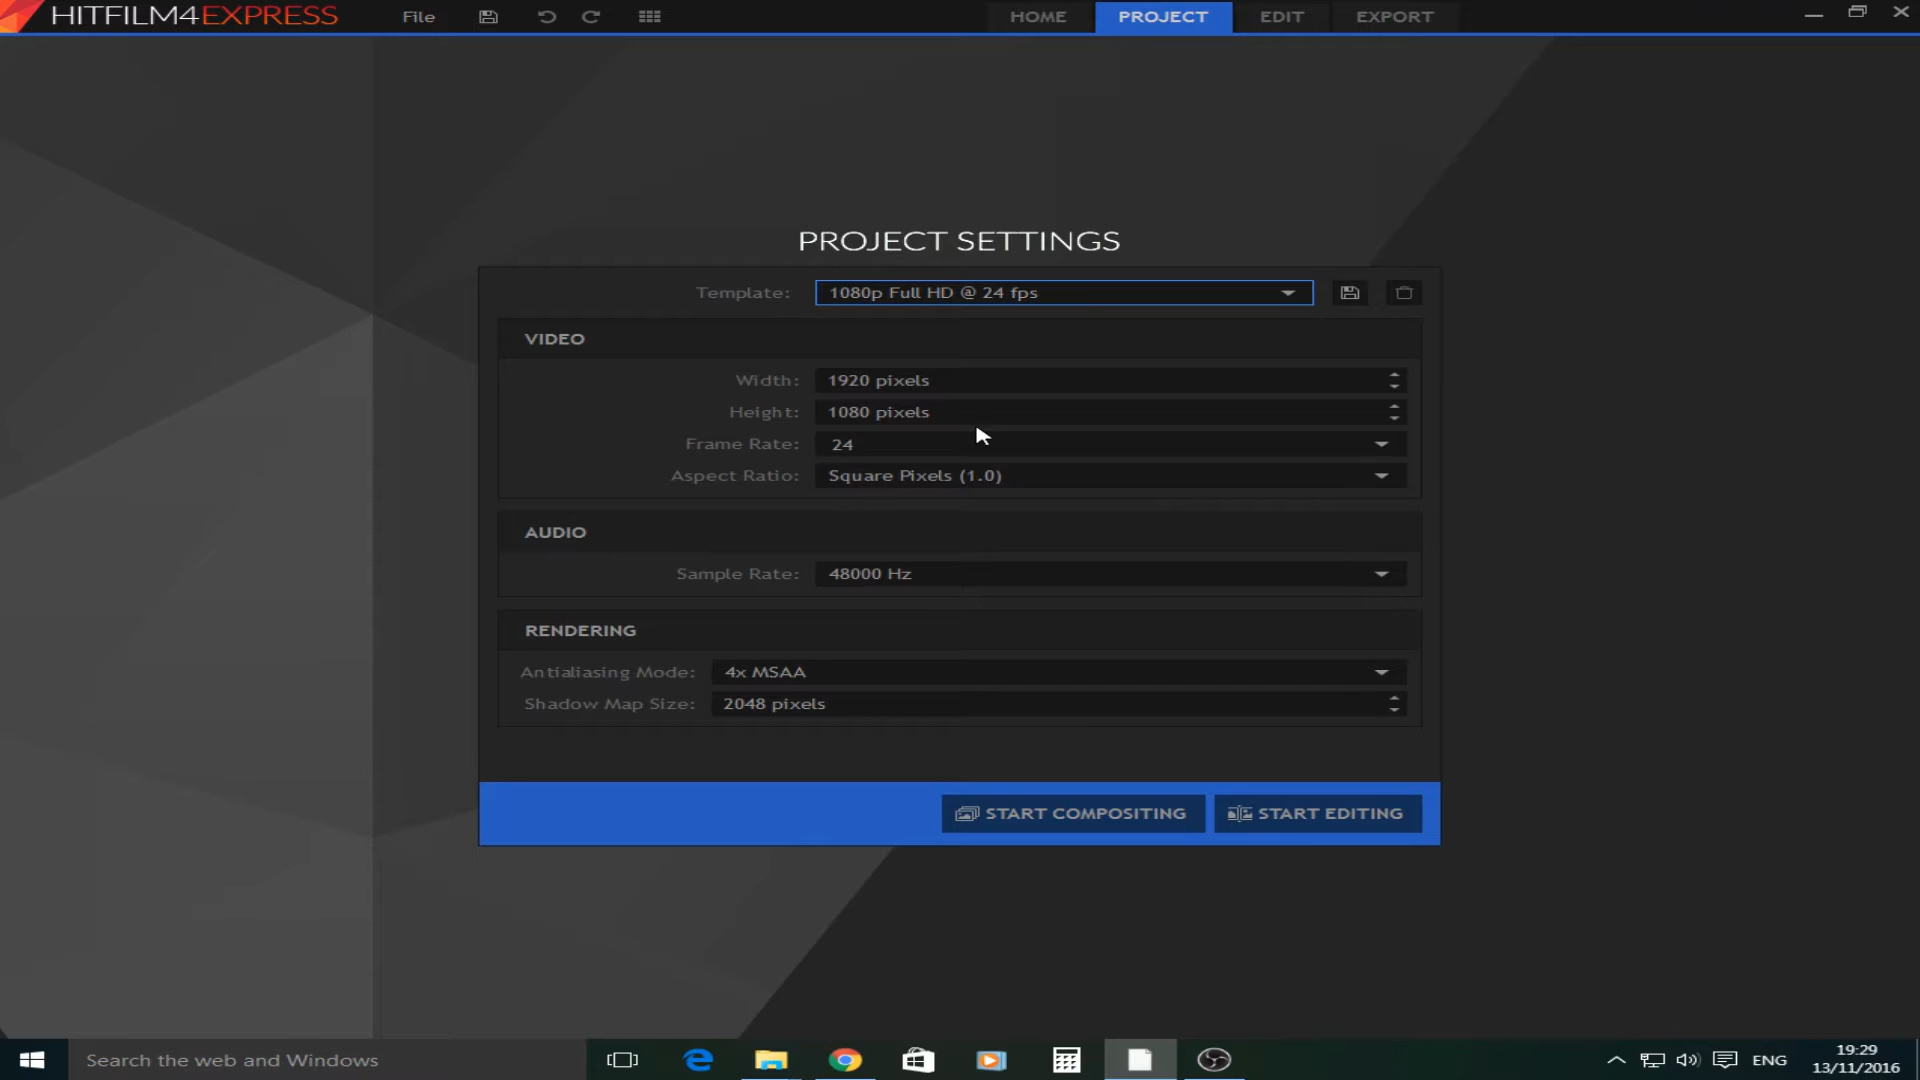 HITFILM4EXPRESS File HOME PROJECT EDIT EXPORT
PROJECT SETTINGS
Template: 1080p Full HD @ 24 fps
VIDEO
Width: 1920 pixels
Height: 1080 pixels
Frame Rate: 24
Aspect Ratio: Square Pixels (1.0)
AUDIO
Sample Rate: 48000 Hz
RENDERING
Antialiasing Mode: 4x MSAA
Shadow Map Size: 2048 pixels
START COMPOSITING START EDITING
Search the web and Windows ENG 19:29
13/11/2016